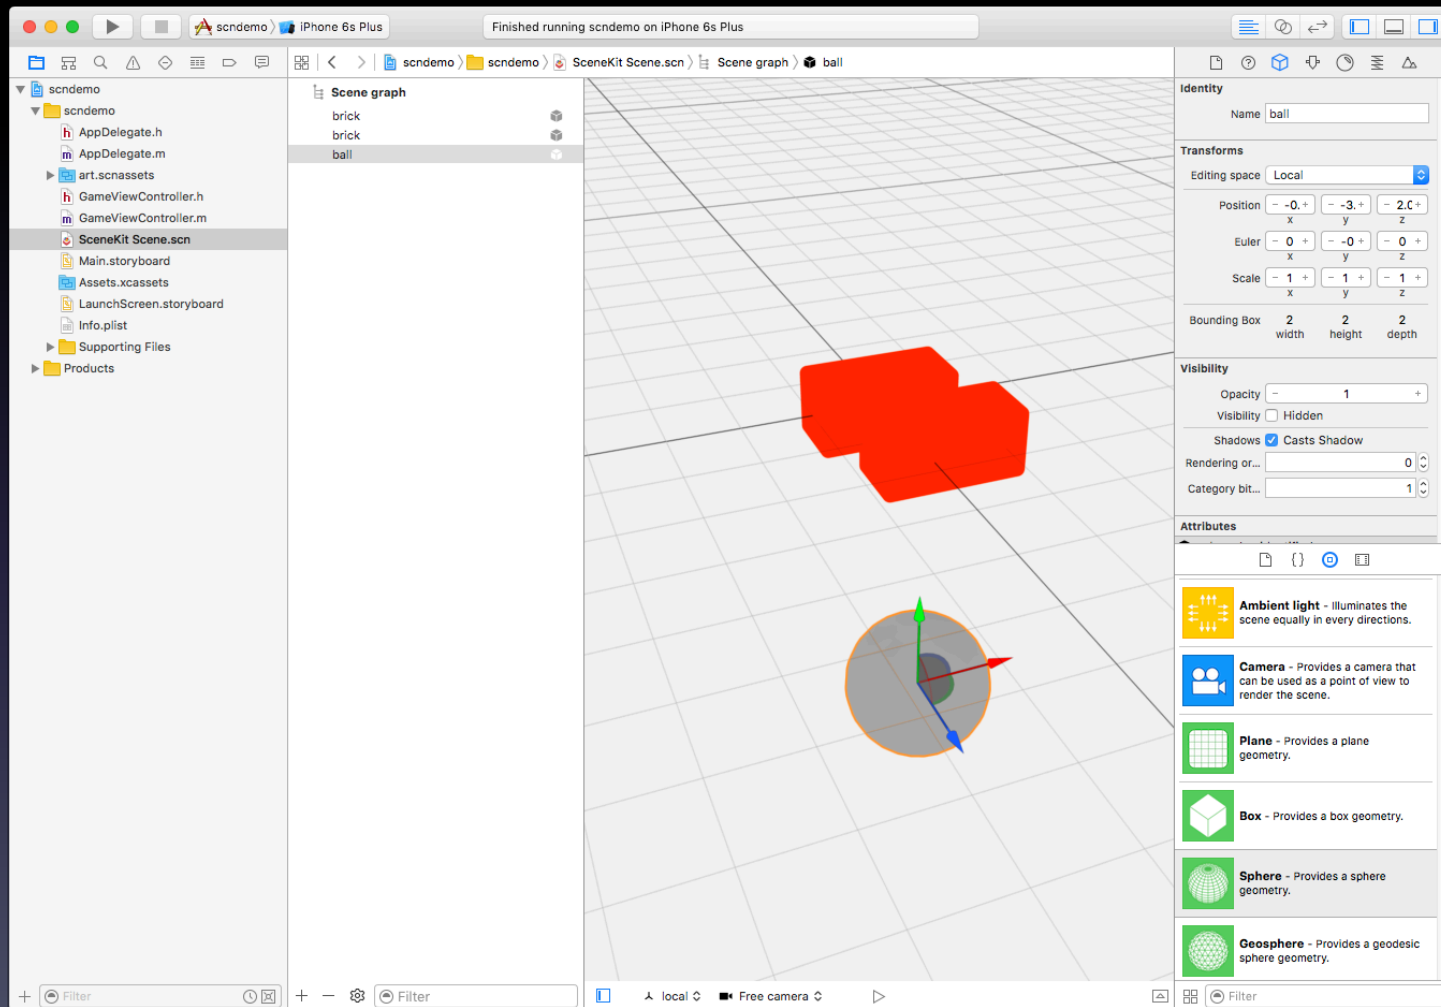 scndemo 〉 iPhone 6s Plus
Finished running scndemo on iPhone 6s Plus
scndemo 〉 scndemo 〉 SceneKit Scene.scn 〉 Scene graph 〉 ball
scndemo
scndemo
AppDelegate.h
AppDelegate.m
art.scnassets
GameViewController.h
GameViewController.m
SceneKit Scene.scn
Main.storyboard
Assets.xcassets
LaunchScreen.storyboard
Info.plist
Supporting Files
Products
Filter
Scene graph
brick
brick
ball
Filter
local
Free camera
Identity
Name ball
Transforms
Editing space Local
Position - -0. + - -3. + - 2.0 +
x y z
Euler - 0 + - -0 + - 0 +
x y z
Scale - 1 + - 1 + - 1 +
x y z
Bounding Box 2 2 2
width height depth
Visibility
Opacity - 1 +
Visibility Hidden
Shadows Casts Shadow
Rendering or... 0
Category bit... 1
Attributes
{ }
Ambient light - Illuminates the
scene equally in every directions.
Camera - Provides a camera that
can be used as a point of view to
render the scene.
Plane - Provides a plane
geometry.
Box - Provides a box geometry.
Sphere - Provides a sphere
geometry.
Geosphere - Provides a geodesic
sphere geometry.
Filter